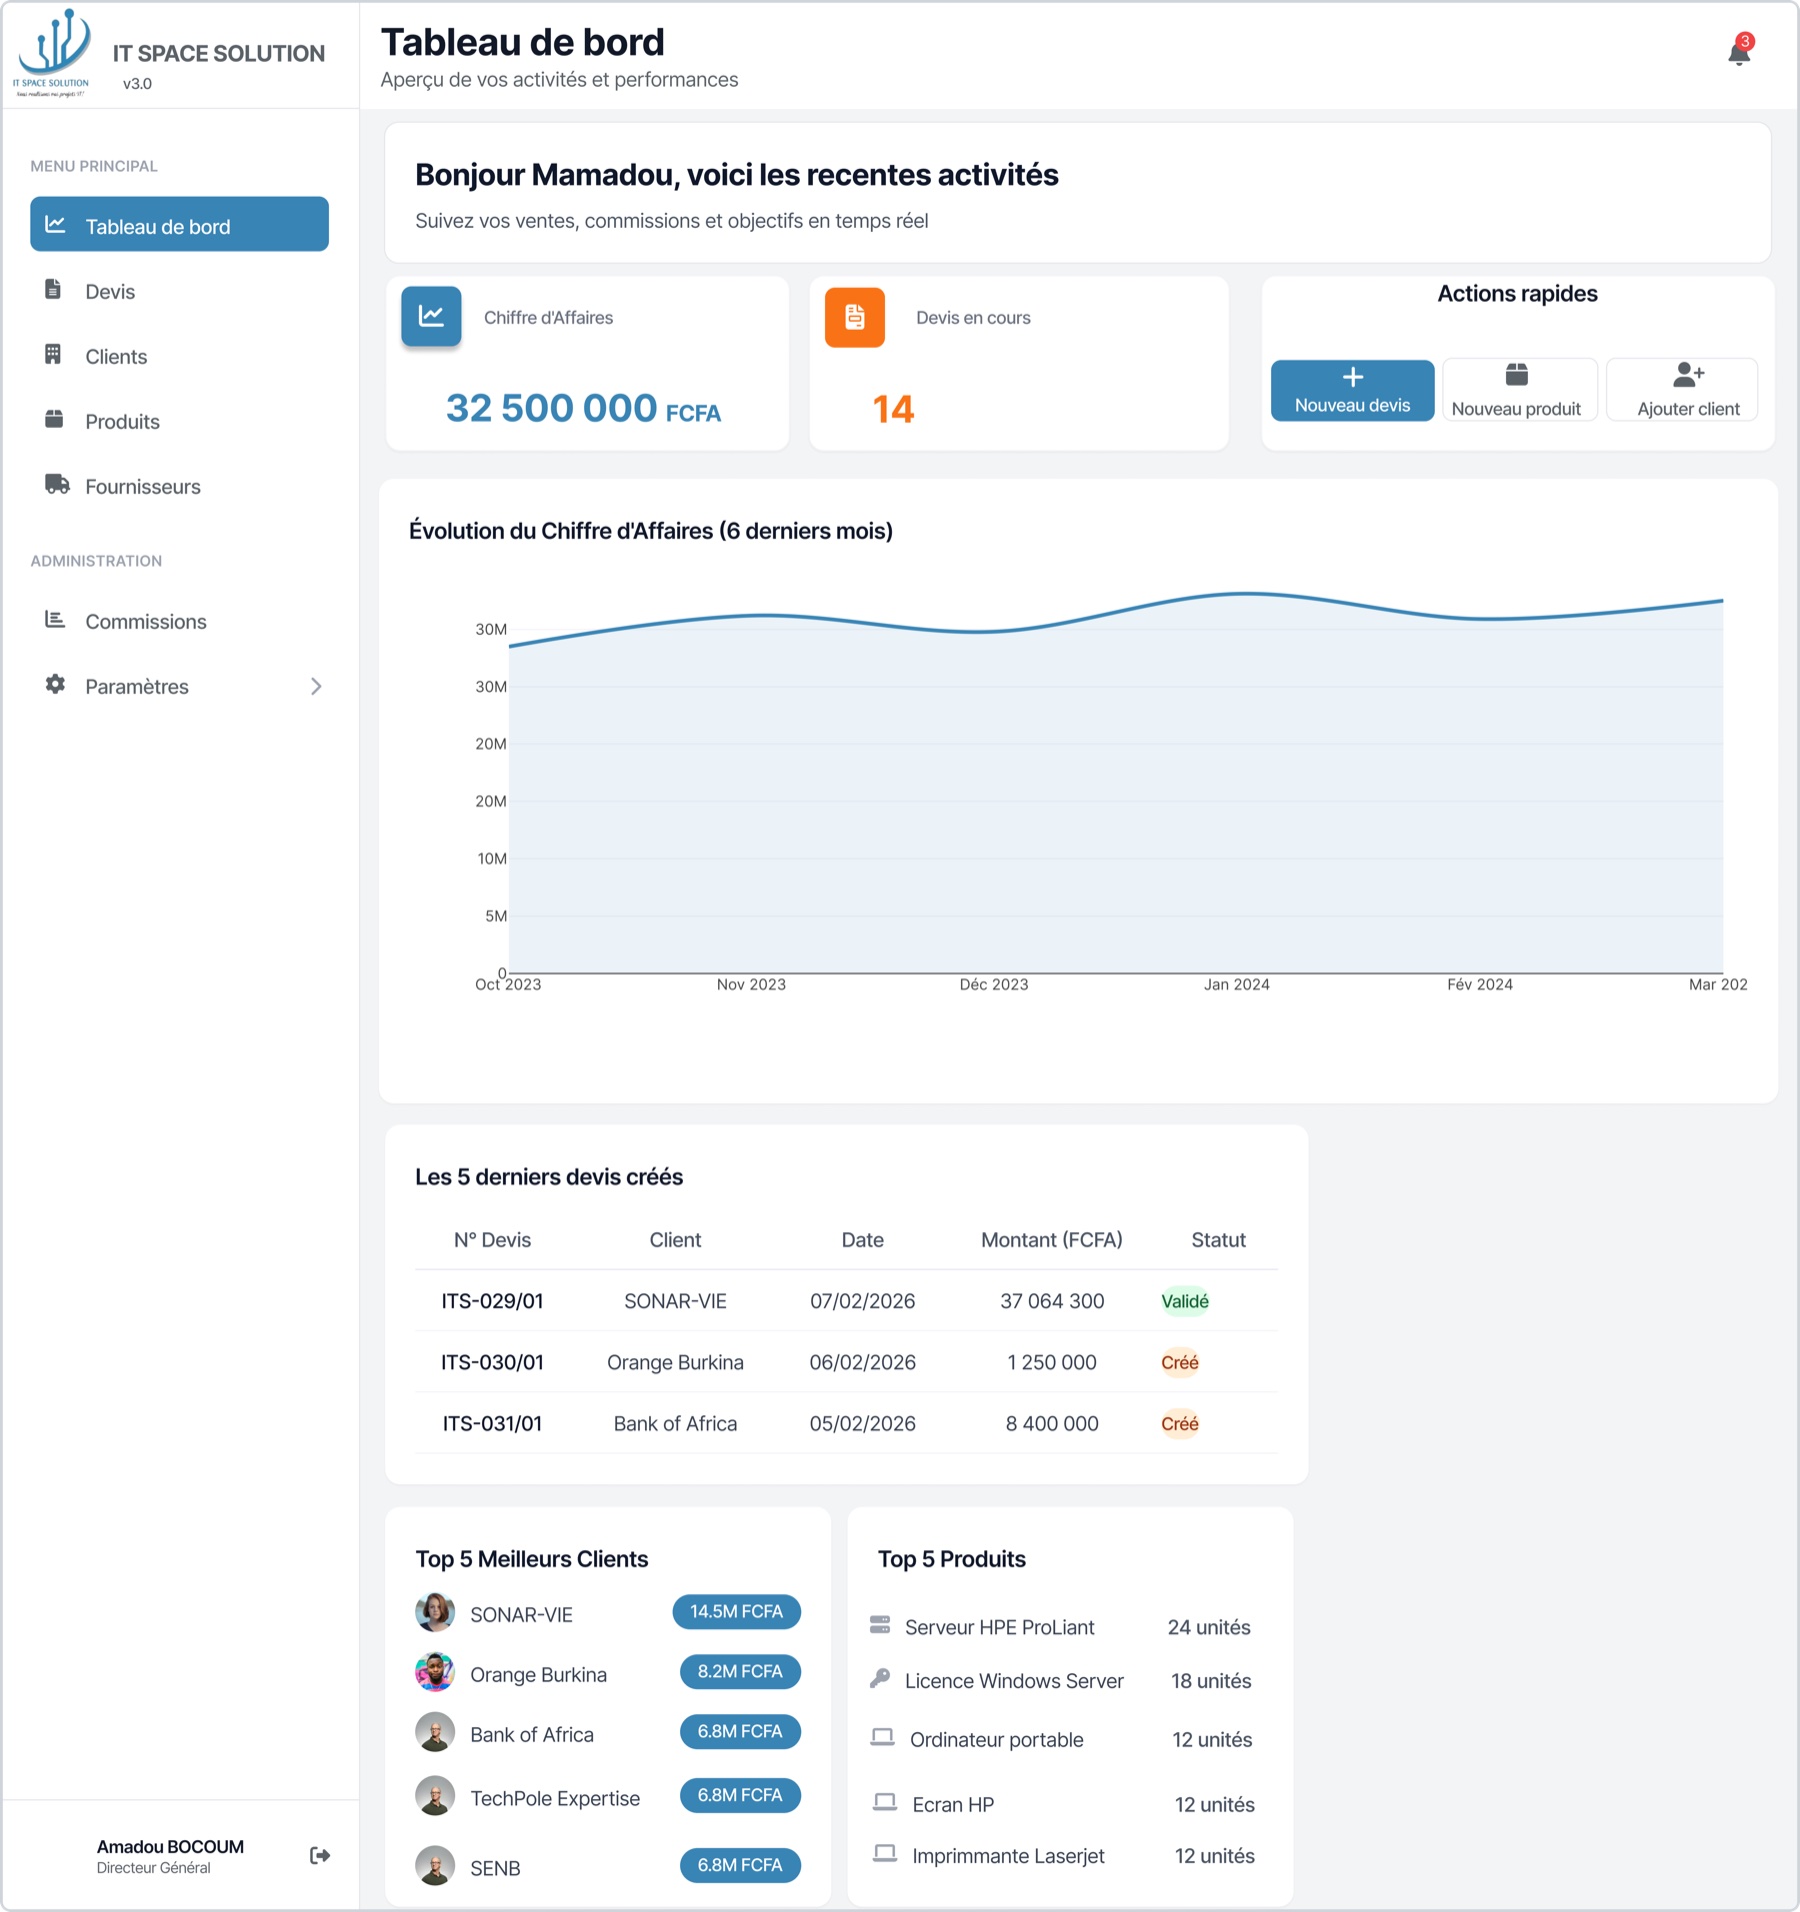 IT SPACE SOLUTION
IT SPACE SOLUTION
v3.0
MENU PRINCIPAL
Tableau de bord
Devis
Clients
Produits
Fournisseurs
ADMINISTRATION
Commissions
Paramètres
Amadou BOCOUM
Directeur Général
Tableau de bord
Aperçu de vos activités et performances
3
Bonjour Mamadou, voici les recentes activités
Suivez vos ventes, commissions et objectifs en temps réel
Chiffre d'Affaires
32 500 000 FCFA
Devis en cours
14
Actions rapides
Nouveau devis
Nouveau produit
Ajouter client
Évolution du Chiffre d'Affaires (6 derniers mois)
30M
30M
20M
20M
10M
5M
0
Oct 2023 Nov 2023 Déc 2023 Jan 2024 Fév 2024 Mar 202
Les 5 derniers devis créés
N° Devis Client Date Montant (FCFA) Statut
ITS-029/01 SONAR-VIE 07/02/2026 37 064 300 Validé
ITS-030/01 Orange Burkina 06/02/2026 1 250 000 Créé
ITS-031/01 Bank of Africa 05/02/2026 8 400 000 Créé
Top 5 Meilleurs Clients
SONAR-VIE 14.5M FCFA
Orange Burkina 8.2M FCFA
Bank of Africa 6.8M FCFA
TechPole Expertise 6.8M FCFA
SENB 6.8M FCFA
Top 5 Produits
Serveur HPE ProLiant 24 unités
Licence Windows Server 18 unités
Ordinateur portable 12 unités
Ecran HP 12 unités
Imprimmante Laserjet 12 unités